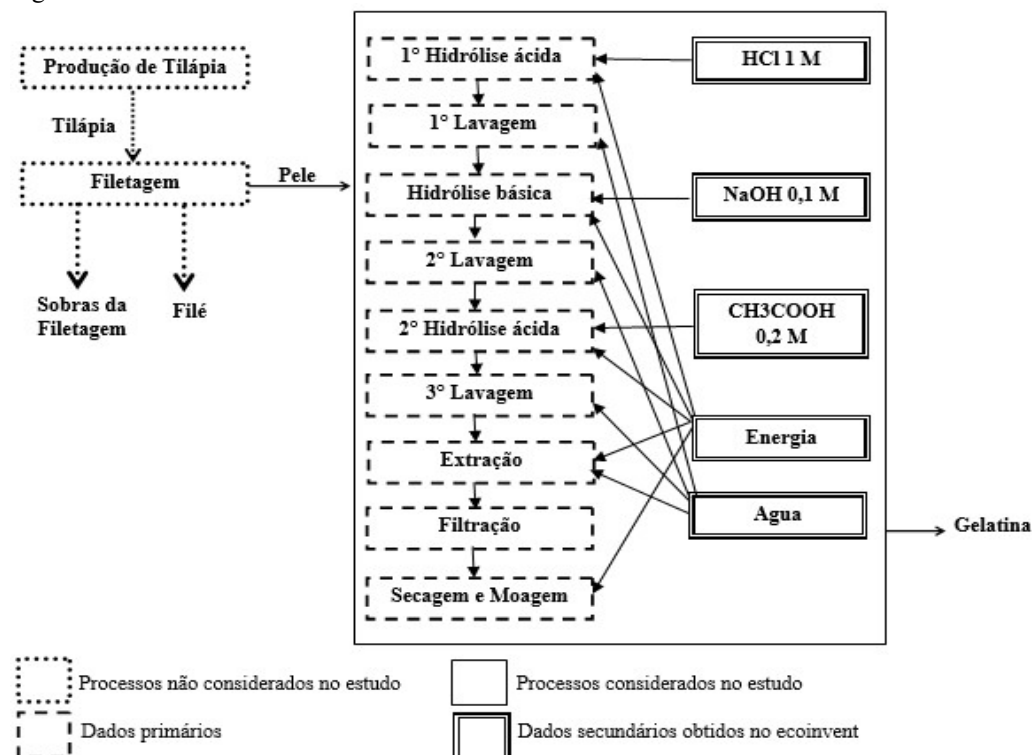 Produção de Tilápia
Tilápia
Filetagem
Pele
Sobras da
Filetagem
Filé
1° Hidrólise ácida
1° Lavagem
Hidrólise básica
2° Lavagem
2° Hidrólise ácida
3° Lavagem
Extração
Filtração
Secagem e Moagem
HCl 1 M
NaOH 0,1 M
CH3COOH
0,2 M
Energia
Agua
Gelatina
Processos não considerados no estudo
Processos considerados no estudo
Dados primários
Dados secundários obtidos no ecoinvent